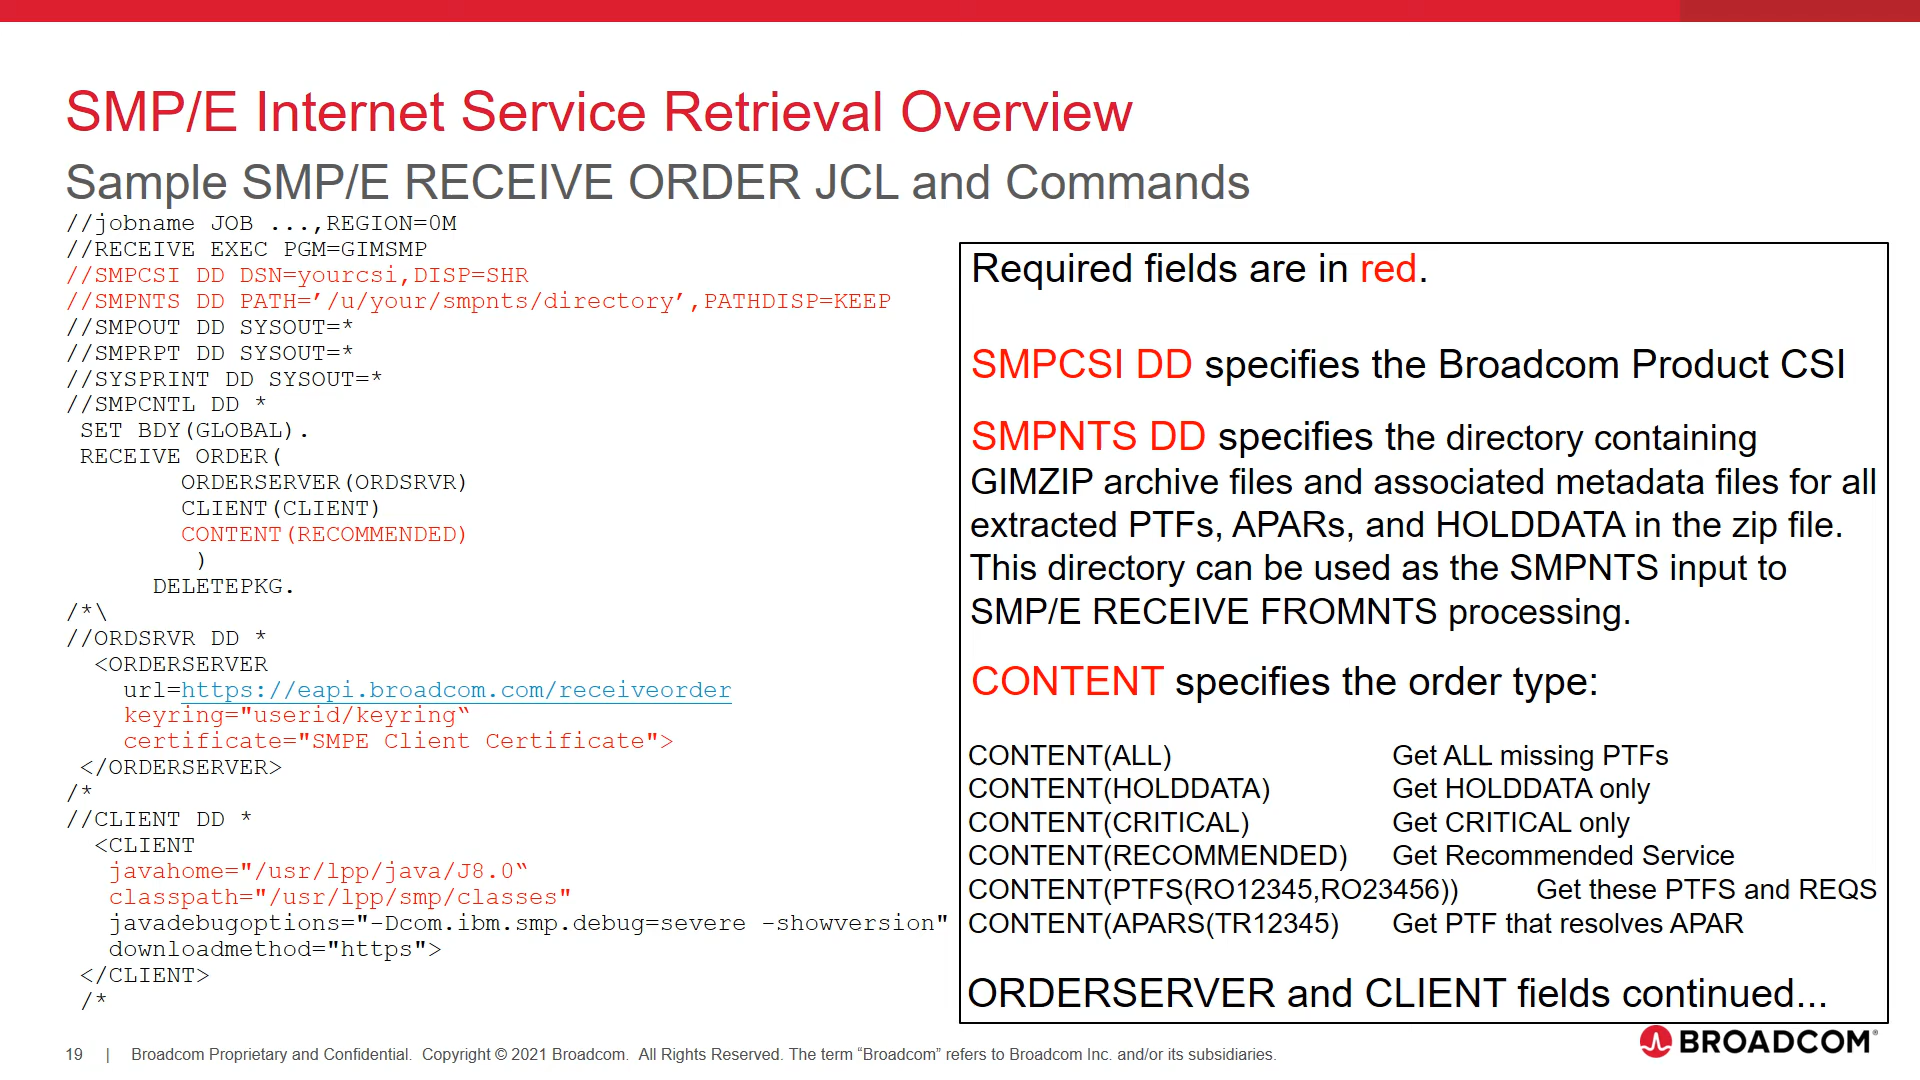 SMP/E Internet Service Retrieval Overview
Sample SMP/E RECEIVE ORDER JCL and Commands
//jobname JOB ...,REGION=0M
//RECEIVE EXEC PGM=GIMSMP
//SMPCSI DD DSN=yourcsi,DISP=SHR
//SMPNTS DD PATH=’/u/your/smpnts/directory’,PATHDISP=KEEP
//SMPOUT DD SYSOUT=*
//SMPRPT DD SYSOUT=*
//SYSPRINT DD SYSOUT=*
//SMPCNTL DD *
SET BDY(GLOBAL).
RECEIVE ORDER(
ORDERSERVER(ORDSRVR)
CLIENT(CLIENT)
CONTENT(RECOMMENDED)
)
DELETEPKG.
/*\
//ORDSRVR DD *
<ORDERSERVER
url=https://eapi.broadcom.com/receiveorder
keyring="userid/keyring“
certificate="SMPE Client Certificate">
</ORDERSERVER>
/*
//CLIENT DD *
<CLIENT
javahome="/usr/lpp/java/J8.0“
classpath="/usr/lpp/smp/classes"
javadebugoptions="-Dcom.ibm.smp.debug=severe -showversion"
downloadmethod="https">
</CLIENT>
/*
Required fields are in red.
SMPCSI DD specifies the Broadcom Product CSI
SMPNTS DD specifies the directory containing
GIMZIP archive files and associated metadata files for all
extracted PTFs, APARs, and HOLDDATA in the zip file.
This directory can be used as the SMPNTS input to
SMP/E RECEIVE FROMNTS processing.
CONTENT specifies the order type:
CONTENT(ALL) Get ALL missing PTFs
CONTENT(HOLDDATA) Get HOLDDATA only
CONTENT(CRITICAL) Get CRITICAL only
CONTENT(RECOMMENDED) Get Recommended Service
CONTENT(PTFS(RO12345,RO23456)) Get these PTFS and REQS
CONTENT(APARS(TR12345) Get PTF that resolves APAR
ORDERSERVER and CLIENT fields continued...
19 | Broadcom Proprietary and Confidential. Copyright © 2021 Broadcom. All Rights Reserved. The term “Broadcom” refers to Broadcom Inc. and/or its subsidiaries.
BROADCOM®